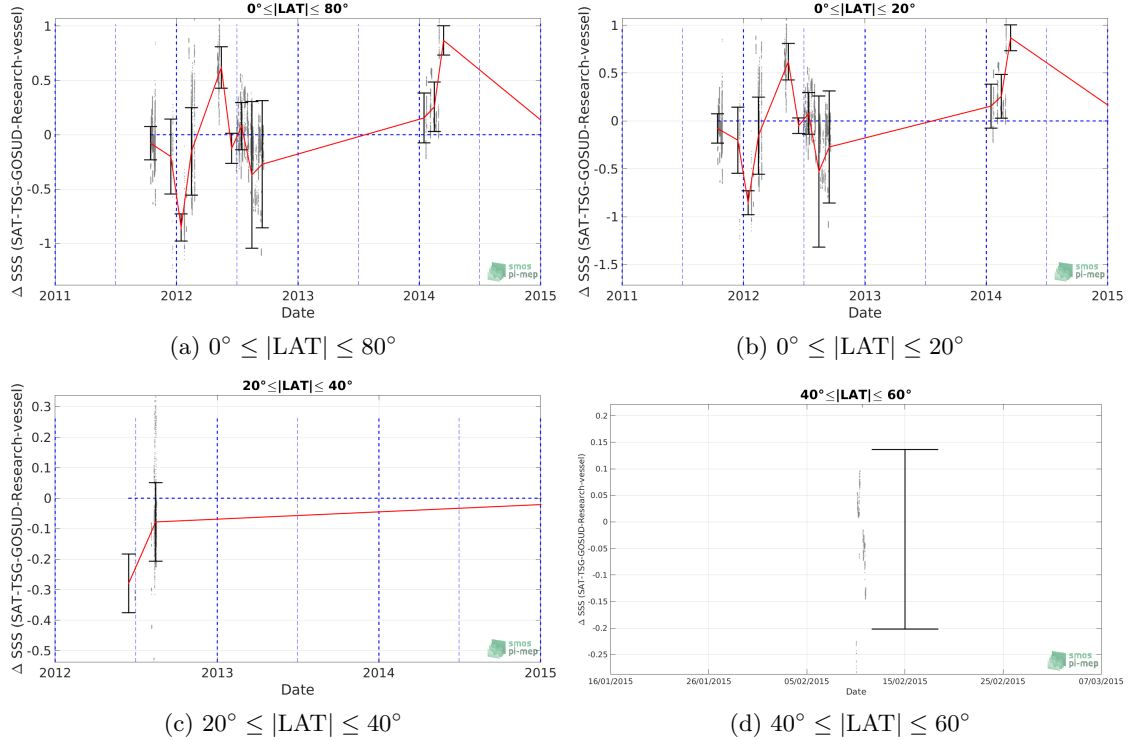 0°≤|LAT|≤ 80°
Δ SSS (SAT-TSG-GOSUD-Research-vessel)
1
0.5
0
-0.5
-1
2011
2012
2013
2014
2015
Date
smos
pi-mep
(a) 0° ≤ |LAT| ≤ 80°
0°≤|LAT|≤ 20°
Δ SSS (SAT-TSG-GOSUD-Research-vessel)
1
0.5
0
-0.5
-1
-1.5
2011
2012
2013
2014
2015
Date
smos
pi-mep
(b) 0° ≤ |LAT| ≤ 20°
20°≤|LAT|≤ 40°
Δ SSS (SAT-TSG-GOSUD-Research-vessel)
0.3
0.2
0.1
0
-0.1
-0.2
-0.3
-0.4
-0.5
2012
2013
2014
2015
Date
smos
pi-mep
(c) 20° ≤ |LAT| ≤ 40°
40°≤|LAT|≤ 60°
Δ SSS (SAT-TSG-GOSUD-Research-vessel)
0.2
0.15
0.1
0.05
0
-0.05
-0.1
-0.15
-0.2
-0.25
16/01/2015
26/01/2015
05/02/2015
15/02/2015
25/02/2015
07/03/2015
Date
smos
pi-mep
(d) 40° ≤ |LAT| ≤ 60°